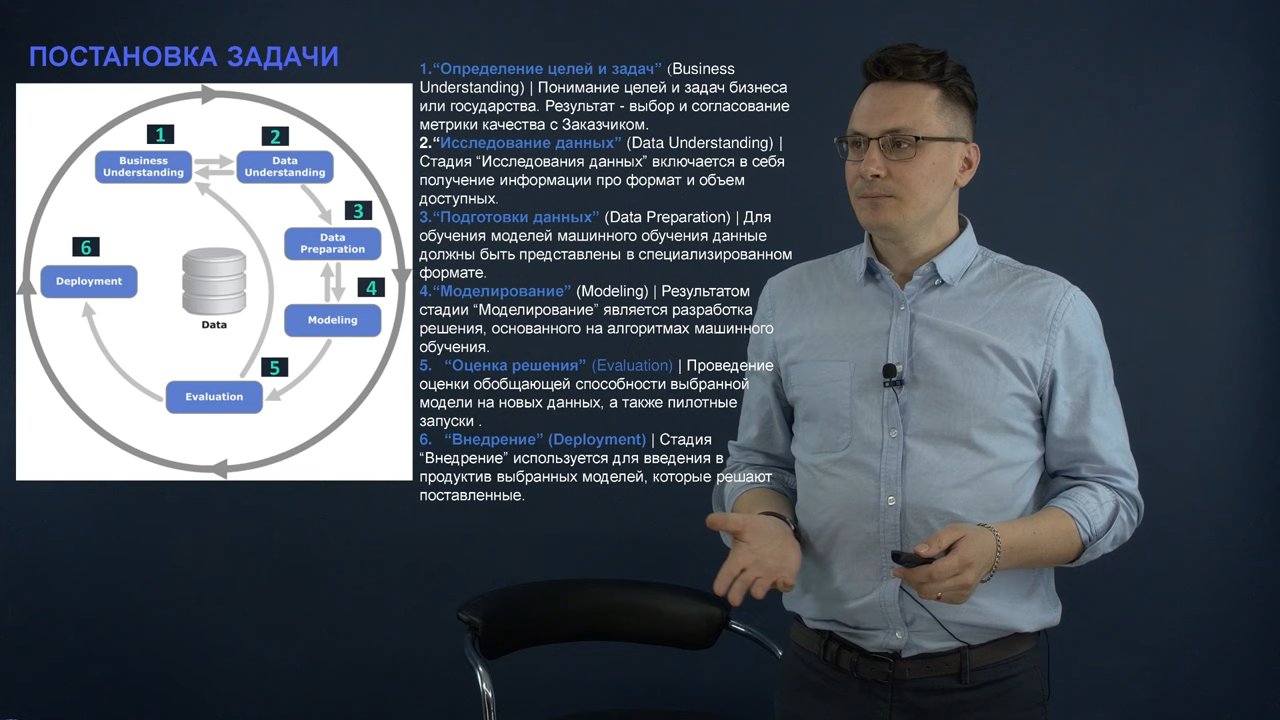 ПОСТАНОВКА ЗАДАЧИ
1
2
Business
Understanding
Data
Understanding
3
Data
Preparation
6
Deployment
4
Modeling
Data
5
Evaluation
1.“Определение целей и задач” (Business
Understanding) | Понимание целей и задач бизнеса
или государства. Результат - выбор и согласование
метрики качества с Заказчиком.
2.“Исследование данных” (Data Understanding) |
Стадия “Исследования данных” включается в себя
получение информации про формат и объем
доступных.
3.“Подготовки данных” (Data Preparation) | Для
обучения моделей машинного обучения данные
должны быть представлены в специализированном
формате.
4.“Моделирование” (Modeling) | Результатом
стадии “Моделирование” является разработка
решения, основанного на алгоритмах машинного
обучения.
5. “Оценка решения” (Evaluation) | Проведение
оценки обобщающей способности выбранной
модели на новых данных, а также пилотные
запуски .
6. “Внедрение” (Deployment) | Стадия
“Внедрение” используется для введения в
продуктив выбранных моделей, которые решают
поставленные.